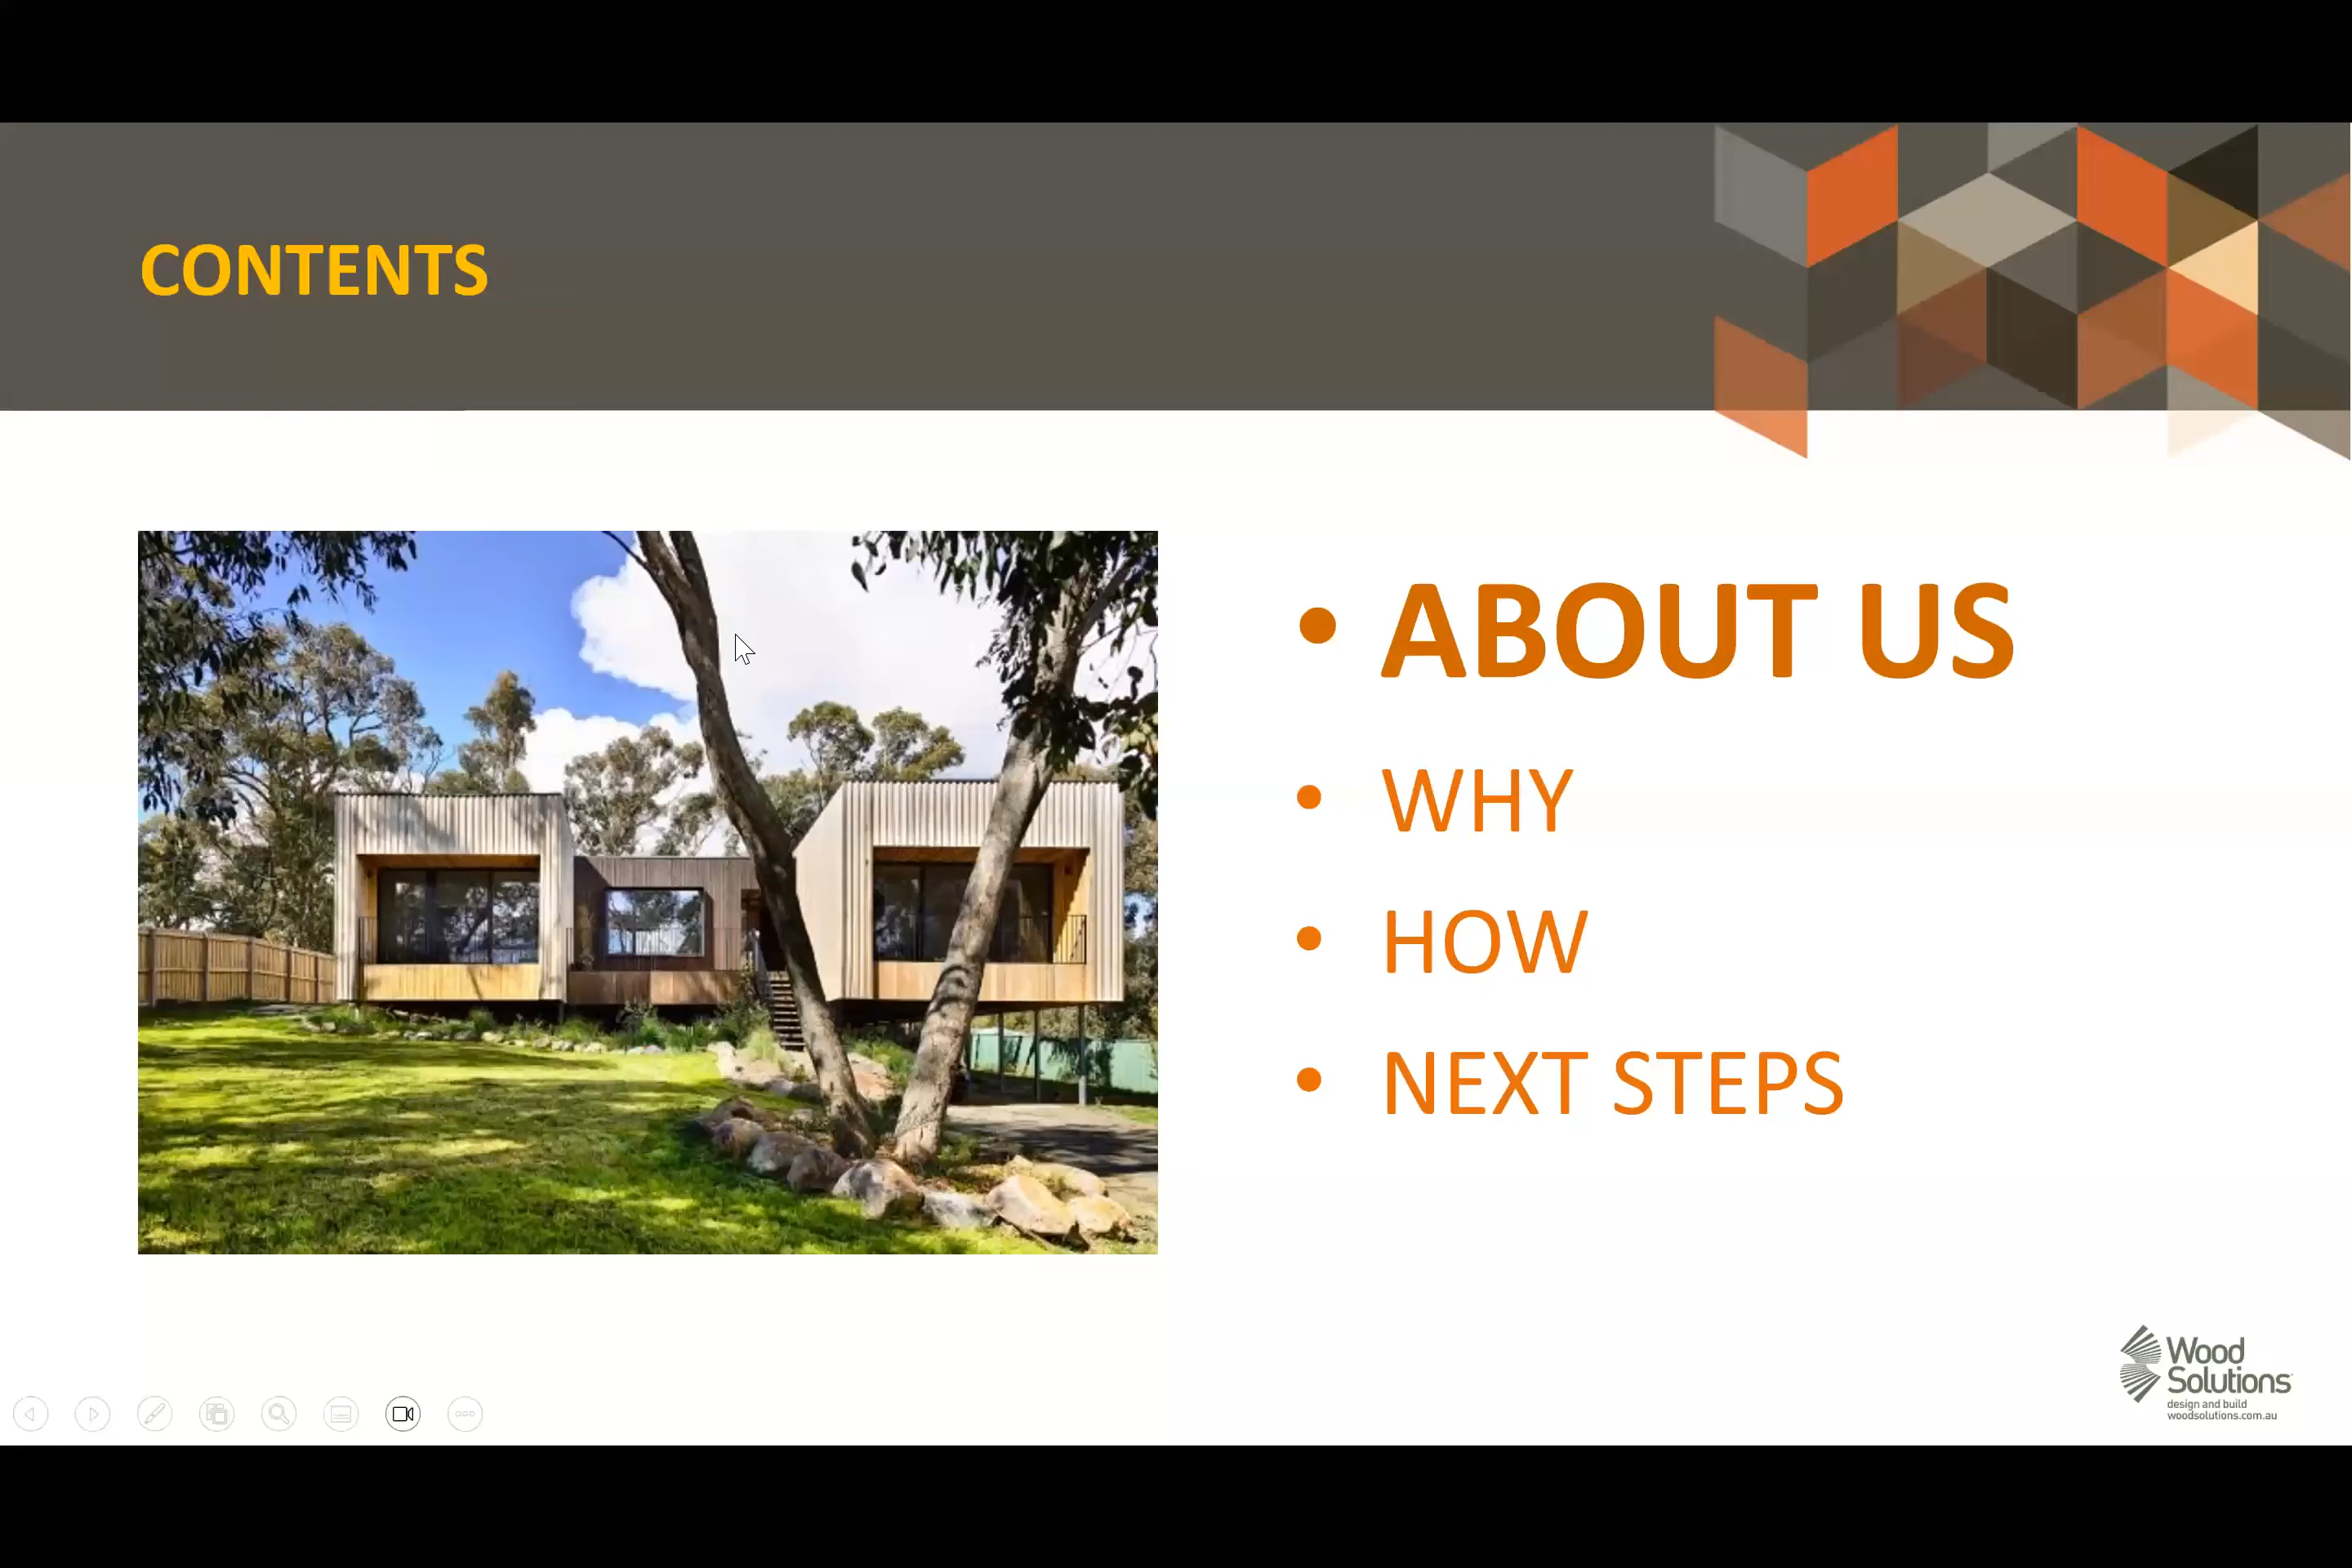 CONTENTS
• ABOUT US
• WHY
• HOW
• NEXT STEPS
Wood
Solutions
design and build
woodsolutions.com.au